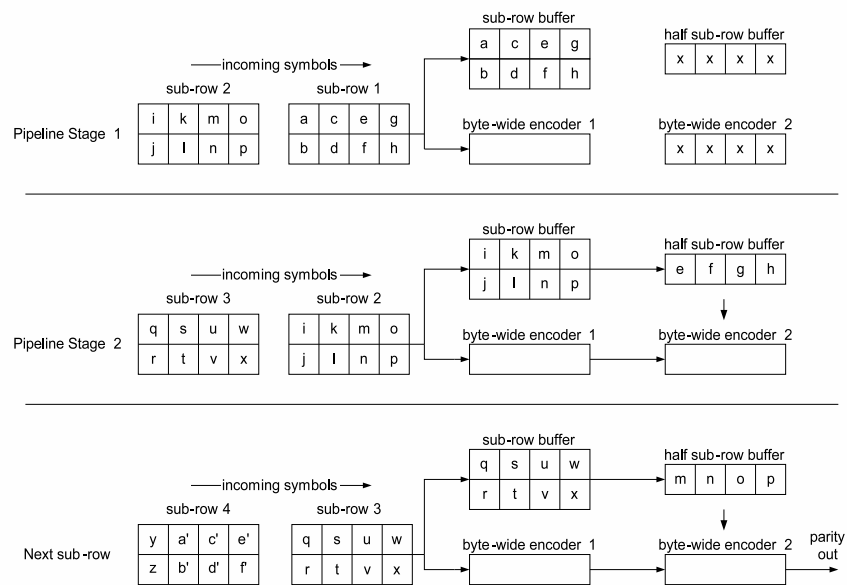 sub-row buffer
a c e g
b d f h
half sub-row buffer
x x x x
incoming symbols
sub-row 2
sub-row 1
i k m o
j l n p
a c e g
b d f h
Pipeline Stage 1
byte-wide encoder 1
byte-wide encoder 2
x x x x
sub-row buffer
i k m o
j l n p
half sub-row buffer
e f g h
incoming symbols
sub-row 3
sub-row 2
q s u w
r t v x
i k m o
j l n p
Pipeline Stage 2
byte-wide encoder 1
byte-wide encoder 2
sub-row buffer
q s u w
r t v x
half sub-row buffer
m n o p
incoming symbols
sub-row 4
sub-row 3
y a' c' e'
z b' d' f'
q s u w
r t v x
Next sub-row
byte-wide encoder 1
byte-wide encoder 2
parity
out